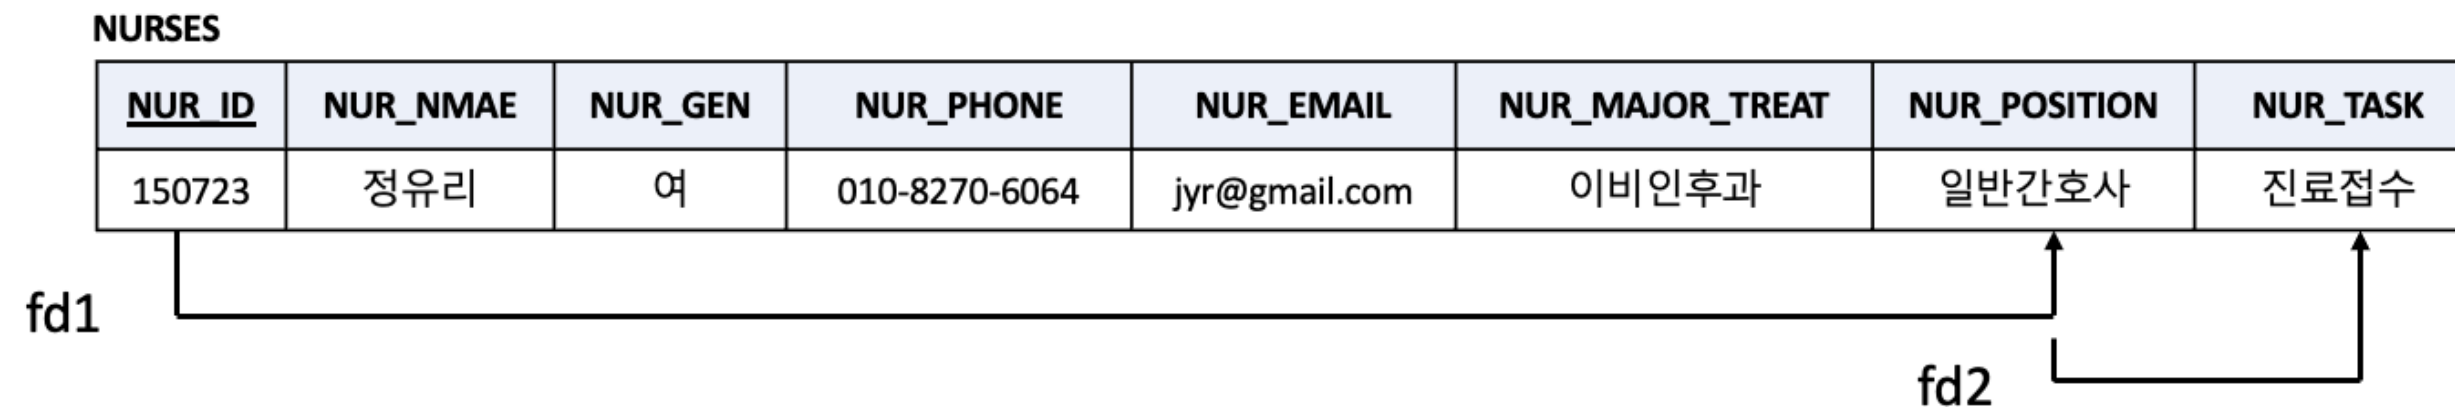 NURSES
NUR_ID NUR_NMAE NUR_GEN NUR_PHONE NUR_EMAIL NUR_MAJOR_TREAT NUR_POSITION NUR_TASK
150723 정유리 여 010-8270-6064 jyr@gmail.com 이비인후과 일반간호사 진료접수
fd1
fd2